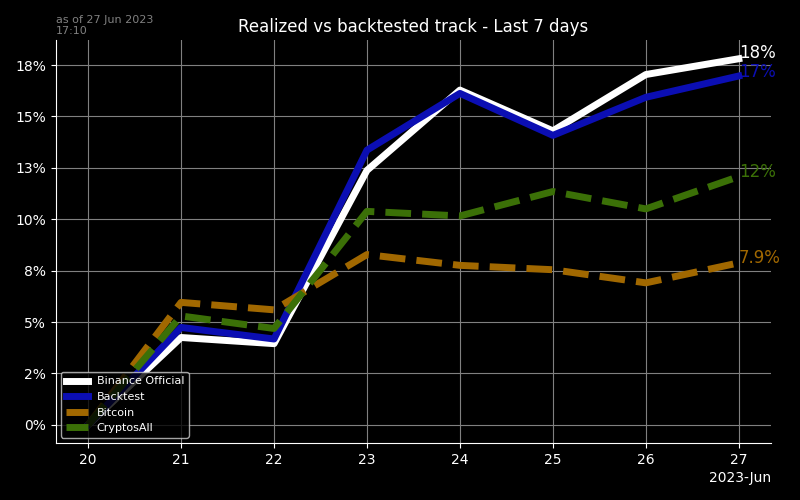 as of 27 Jun 2023
17:10
Realized vs backtested track - Last 7 days
18%
15%
13%
10%
8%
5%
2%
0%
18%
17%
12%
7.9%
Binance Official
Backtest
Bitcoin
CryptosAll
20 21 22 23 24 25 26 27
2023-Jun